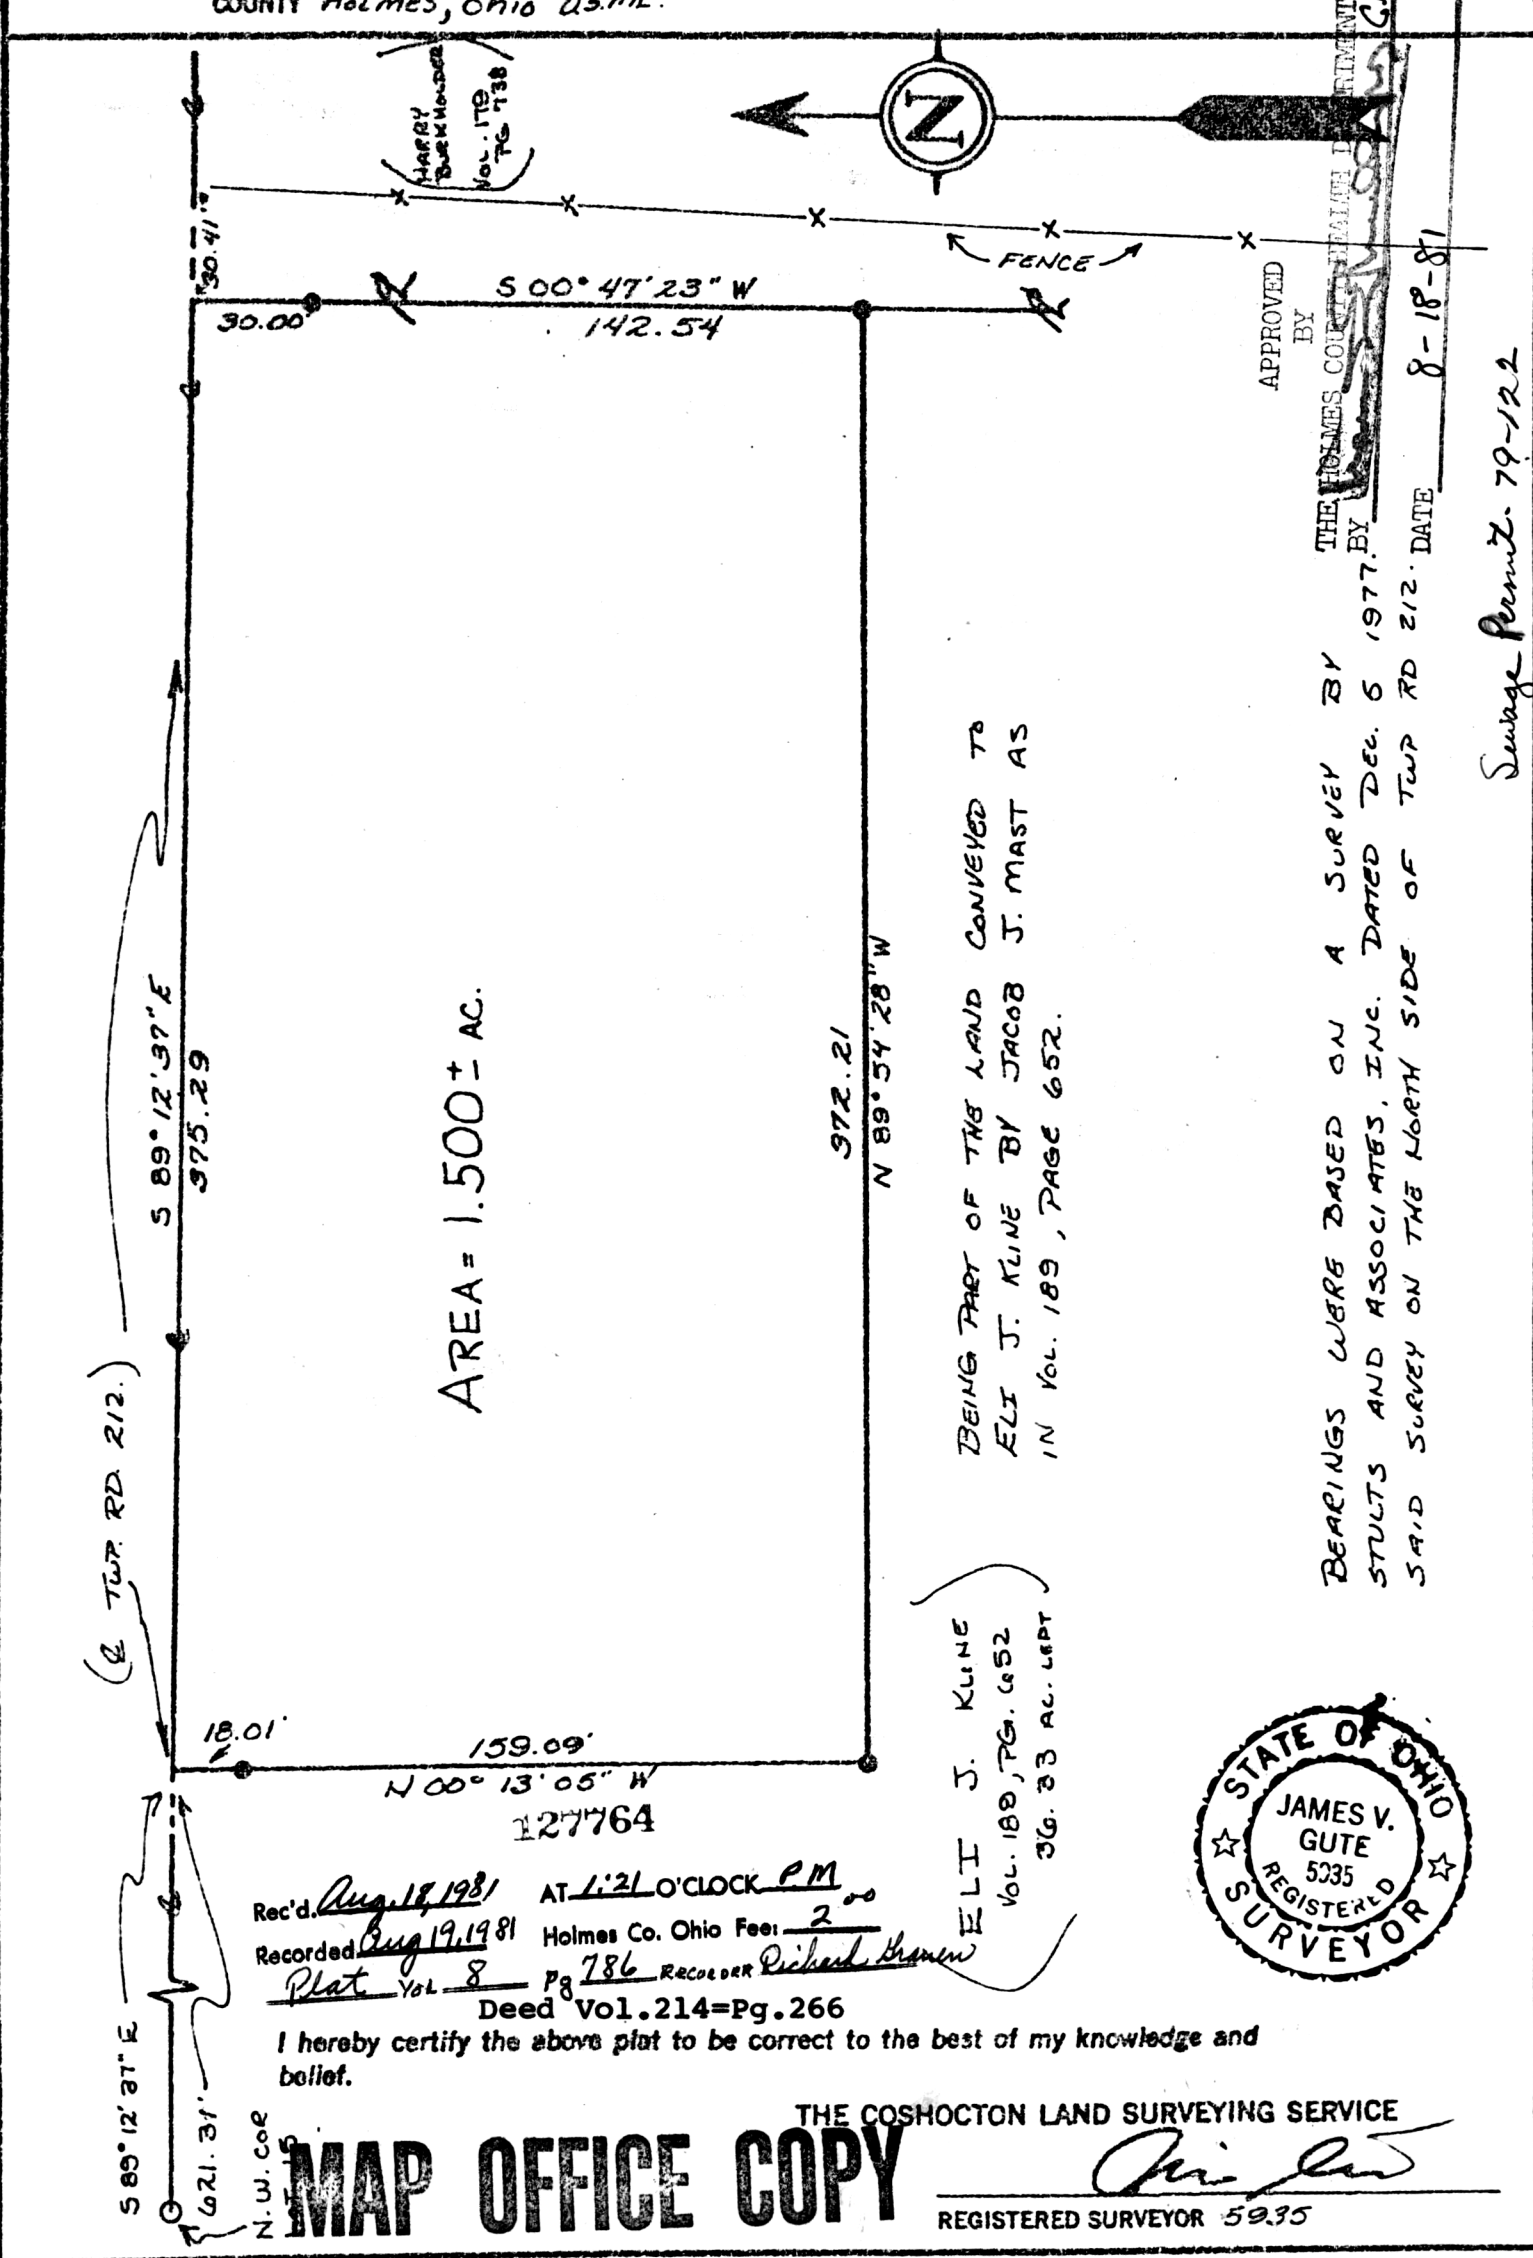 COUNTY Holmes, Ohio
HARRY
BURKHOLDER
VOL. 179
PG 738
N
30.41'
FENCE
S 00° 47' 23" W
30.00'
142.54
APPROVED
BY
THE HOLMES COUNTY HEALTH DEPARTMENT
BY
DATE 8-18-81
Sewage Permit - 79-122
S 89° 12' 37" E
375.29
(℄ TWP. RD. 212.)
AREA = 1.500± AC.
372.21
N 89° 54' 28" W
BEING PART OF THE LAND CONVEYED TO
ELI J. KLINE BY JACOB J. MAST AS
IN VOL. 189, PAGE 652.
BEARINGS WERE BASED ON A SURVEY BY
STULTS AND ASSOCIATES, INC. DATED DEC. 5 1977.
SAID SURVEY ON THE NORTH SIDE OF TWP RD 212.
18.01'
159.09'
N 00° 13' 05" W
127764
ELI J. KLINE
VOL. 189, PG. 652
36.33 AC. LEFT
STATE OF OHIO
JAMES V.
GUTE
5935
REGISTERED
SURVEYOR
Rec'd. Aug. 18, 1981 AT 1:21 O'CLOCK P.M
Recorded Aug 19, 1981 Holmes Co. Ohio Fee: 2 00
Plat Vol 8 Pg 786 RECORDER Richard
Deed Vol.214=Pg.266
I hereby certify the above plat to be correct to the best of my knowledge and
belief.
S 89° 12' 37" E
621.31'
N.W. COR
LOT 15
THE COSHOCTON LAND SURVEYING SERVICE
MAP OFFICE COPY
REGISTERED SURVEYOR 5935